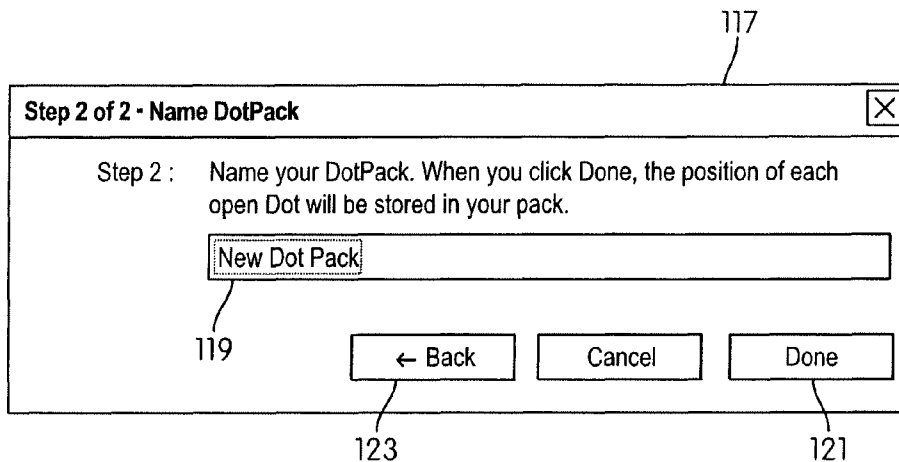 117
Step 2 of 2 - Name DotPack
Step 2 : Name your DotPack. When you click Done, the position of each
open Dot will be stored in your pack.
New Dot Pack
119
← Back Cancel Done
123 121